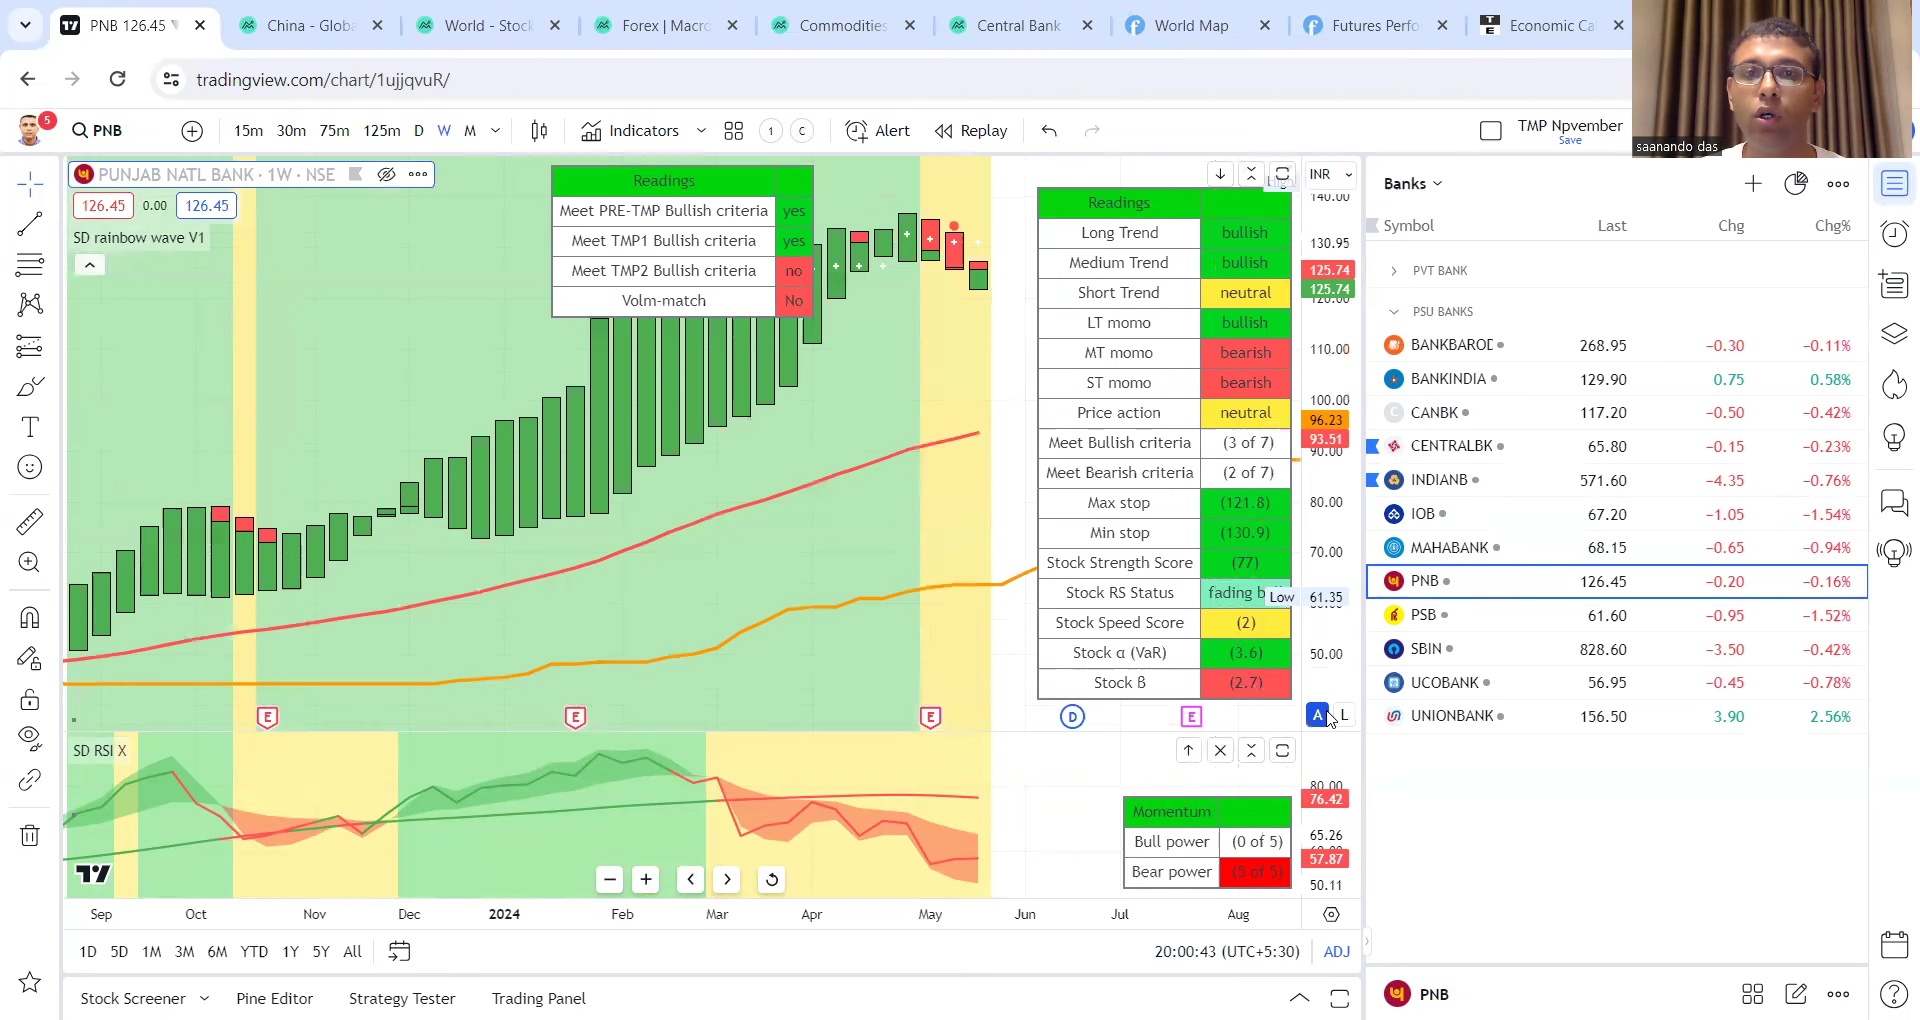 PNB 126.45
China - Globa
World - Stock
Forex | Macro
Commodities
Central Bank
World Map
Futures Perfo
Economic Ca
tradingview.com/chart/1ujjqvuR/
saanando das
5
PNB
15m 30m 75m 125m D W M
Indicators
1 C
Alert
Replay
TMP Npvember
Save
PUNJAB NATL BANK · 1W · NSE
126.45 0.00 126.45
SD rainbow wave V1
Readings
Meet PRE-TMP Bullish criteria yes
Meet TMP1 Bullish criteria yes
Meet TMP2 Bullish criteria no
Volm-match No
Readings
Long Trend bullish
Medium Trend bullish
Short Trend neutral
LT momo bullish
MT momo bearish
ST momo bearish
Price action neutral
Meet Bullish criteria (3 of 7)
Meet Bearish criteria (2 of 7)
Max stop (121.8)
Min stop (130.9)
Stock Strength Score (77)
Stock RS Status fading b
Stock Speed Score (2)
Stock α (VaR) (3.6)
Stock ß (2.7)
INR
140.00
130.95
125.74
125.74
120.00
110.00
100.00
96.23
93.51
90.00
80.00
70.00
Low 61.35
50.00
E E E D E
A L
SD RSI X
Momentum
Bull power (0 of 5)
Bear power (5 of 5)
80.00
76.42
65.26
57.87
50.11
Sep Oct Nov Dec 2024 Feb Mar Apr May Jun Jul Aug
1D 5D 1M 3M 6M YTD 1Y 5Y All
20:00:43 (UTC+5:30) ADJ
Stock Screener Pine Editor Strategy Tester Trading Panel
Banks
Symbol Last Chg Chg%
PVT BANK
PSU BANKS
BANKBAROD 268.95 −0.30 −0.11%
BANKINDIA 129.90 0.75 0.58%
CANBK 117.20 −0.50 −0.42%
CENTRALBK 65.80 −0.15 −0.23%
INDIANB 571.60 −4.35 −0.76%
IOB 67.20 −1.05 −1.54%
MAHABANK 68.15 −0.65 −0.94%
PNB 126.45 −0.20 −0.16%
PSB 61.60 −0.95 −1.52%
SBIN 828.60 −3.50 −0.42%
UCOBANK 56.95 −0.45 −0.78%
UNIONBANK 156.50 3.90 2.56%
PNB